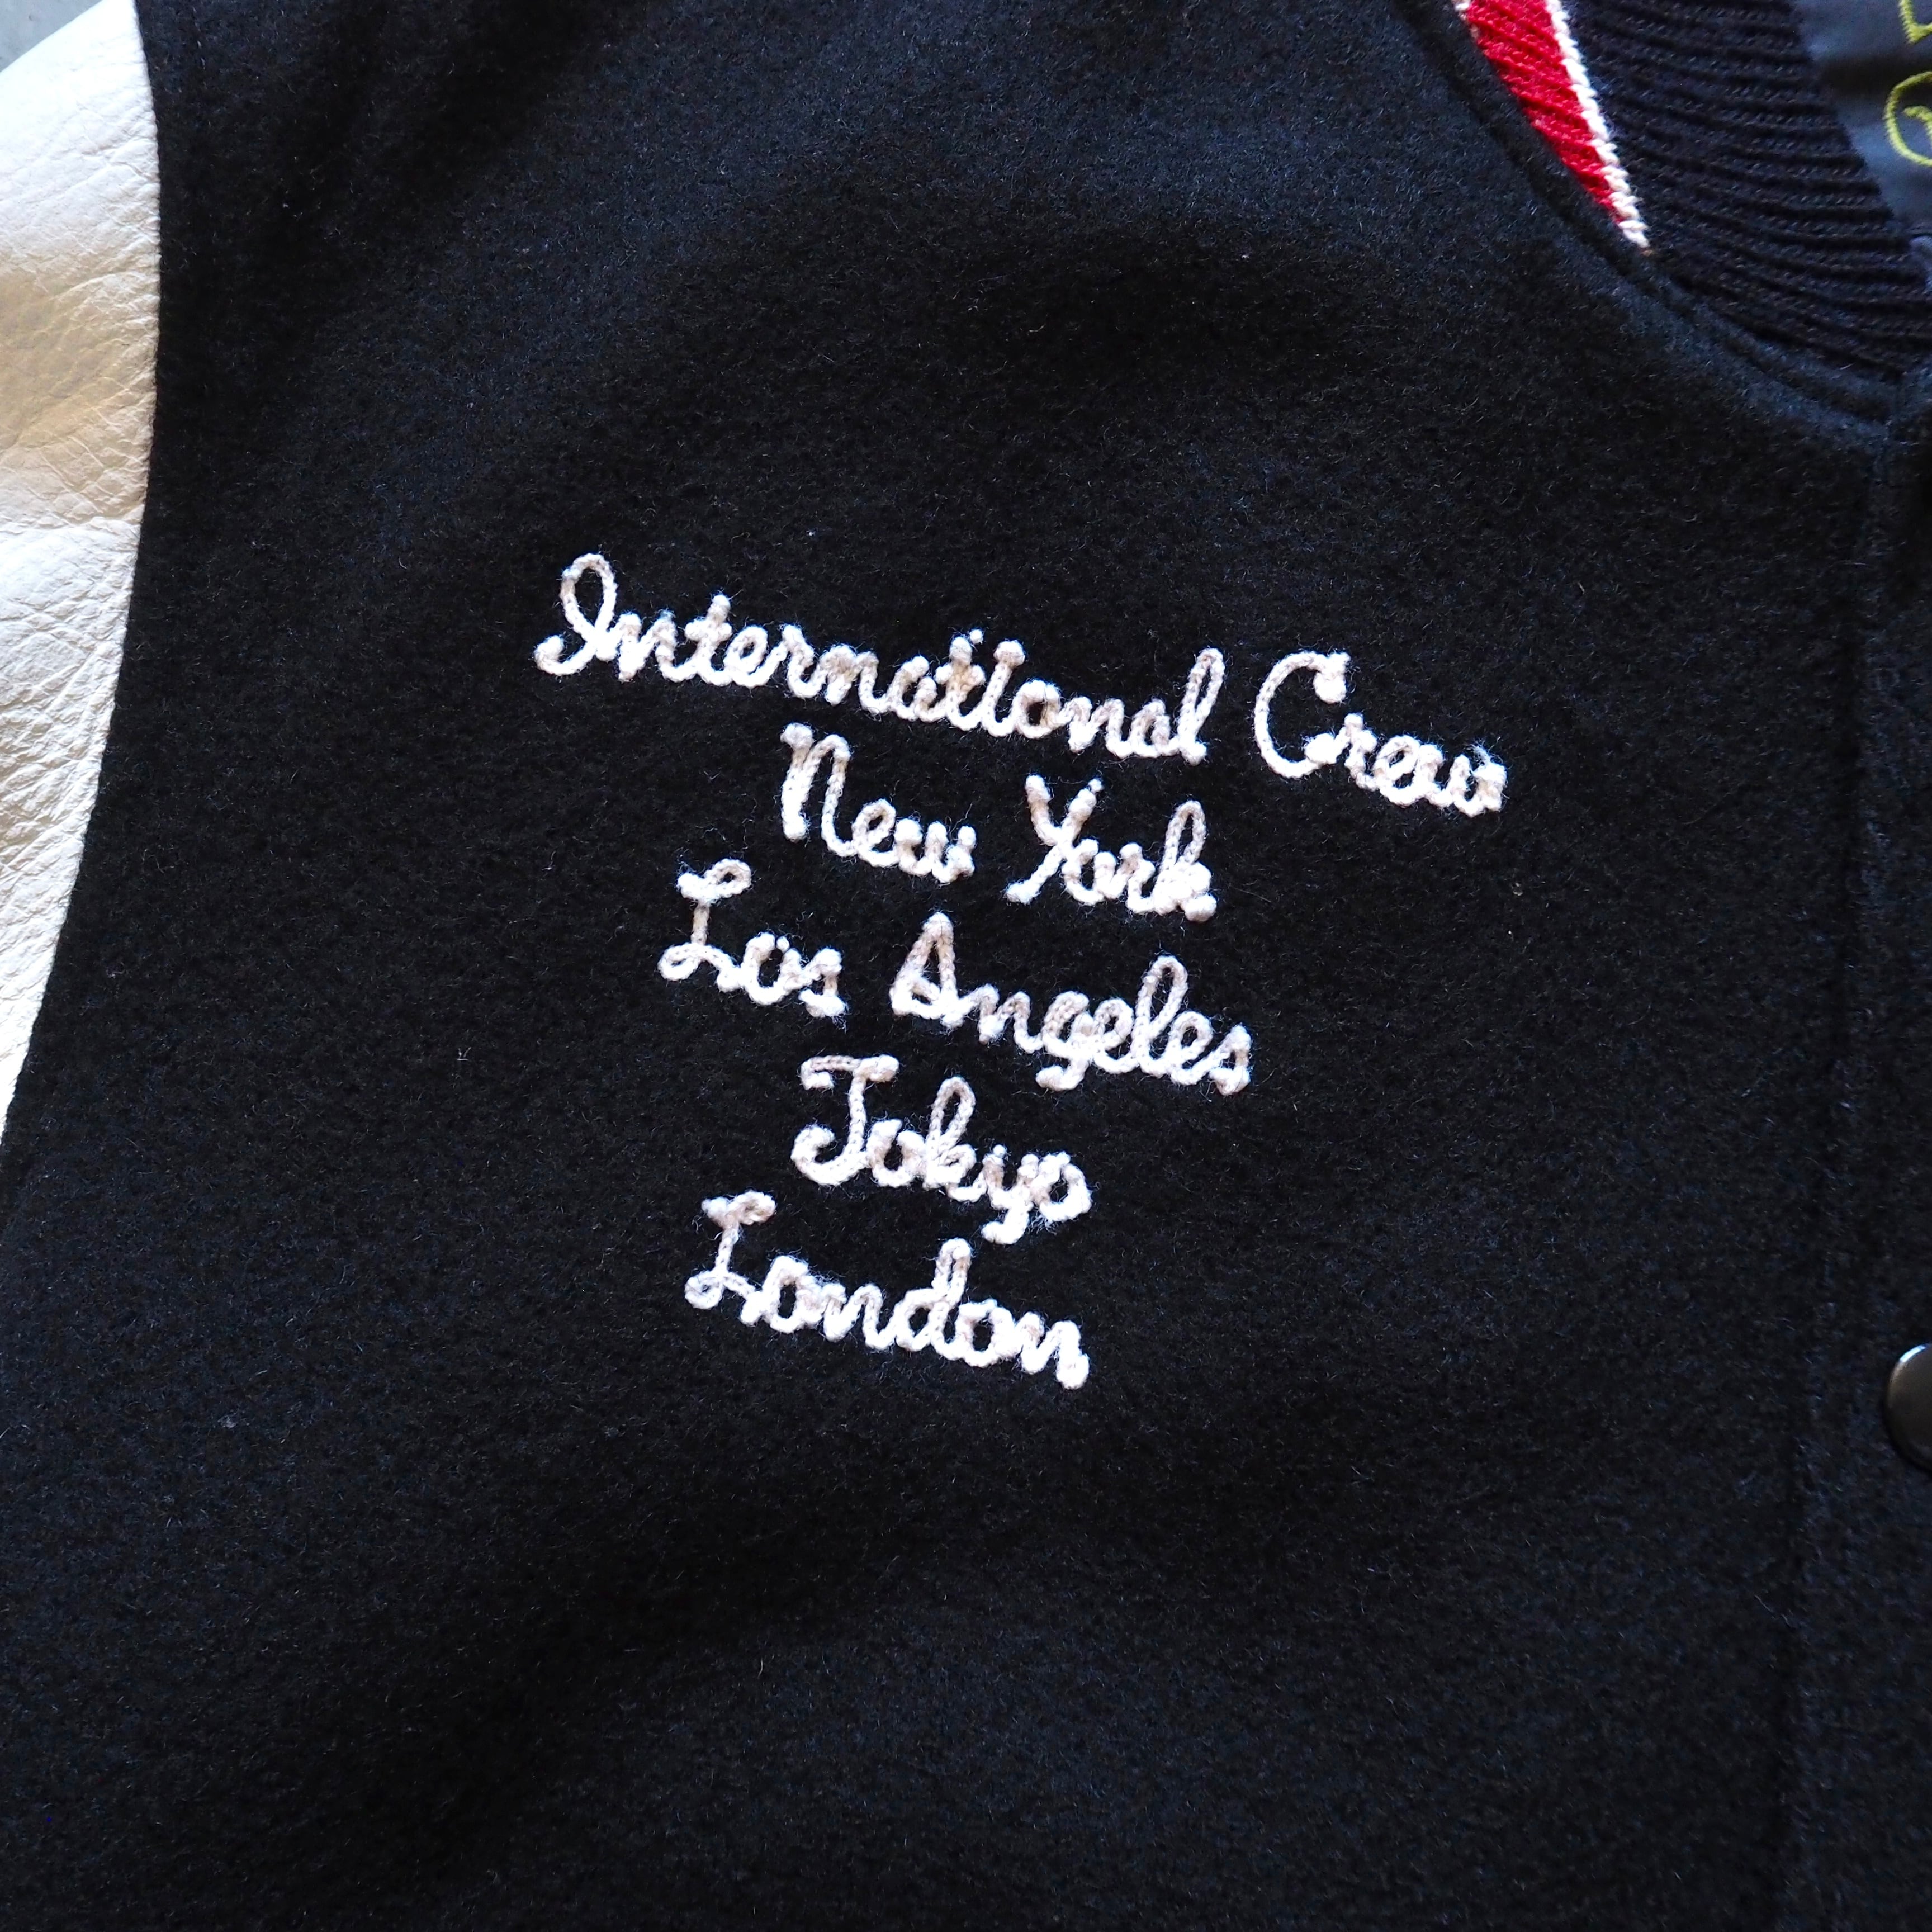 International Crew
New York
Los Angeles
Tokyo
London